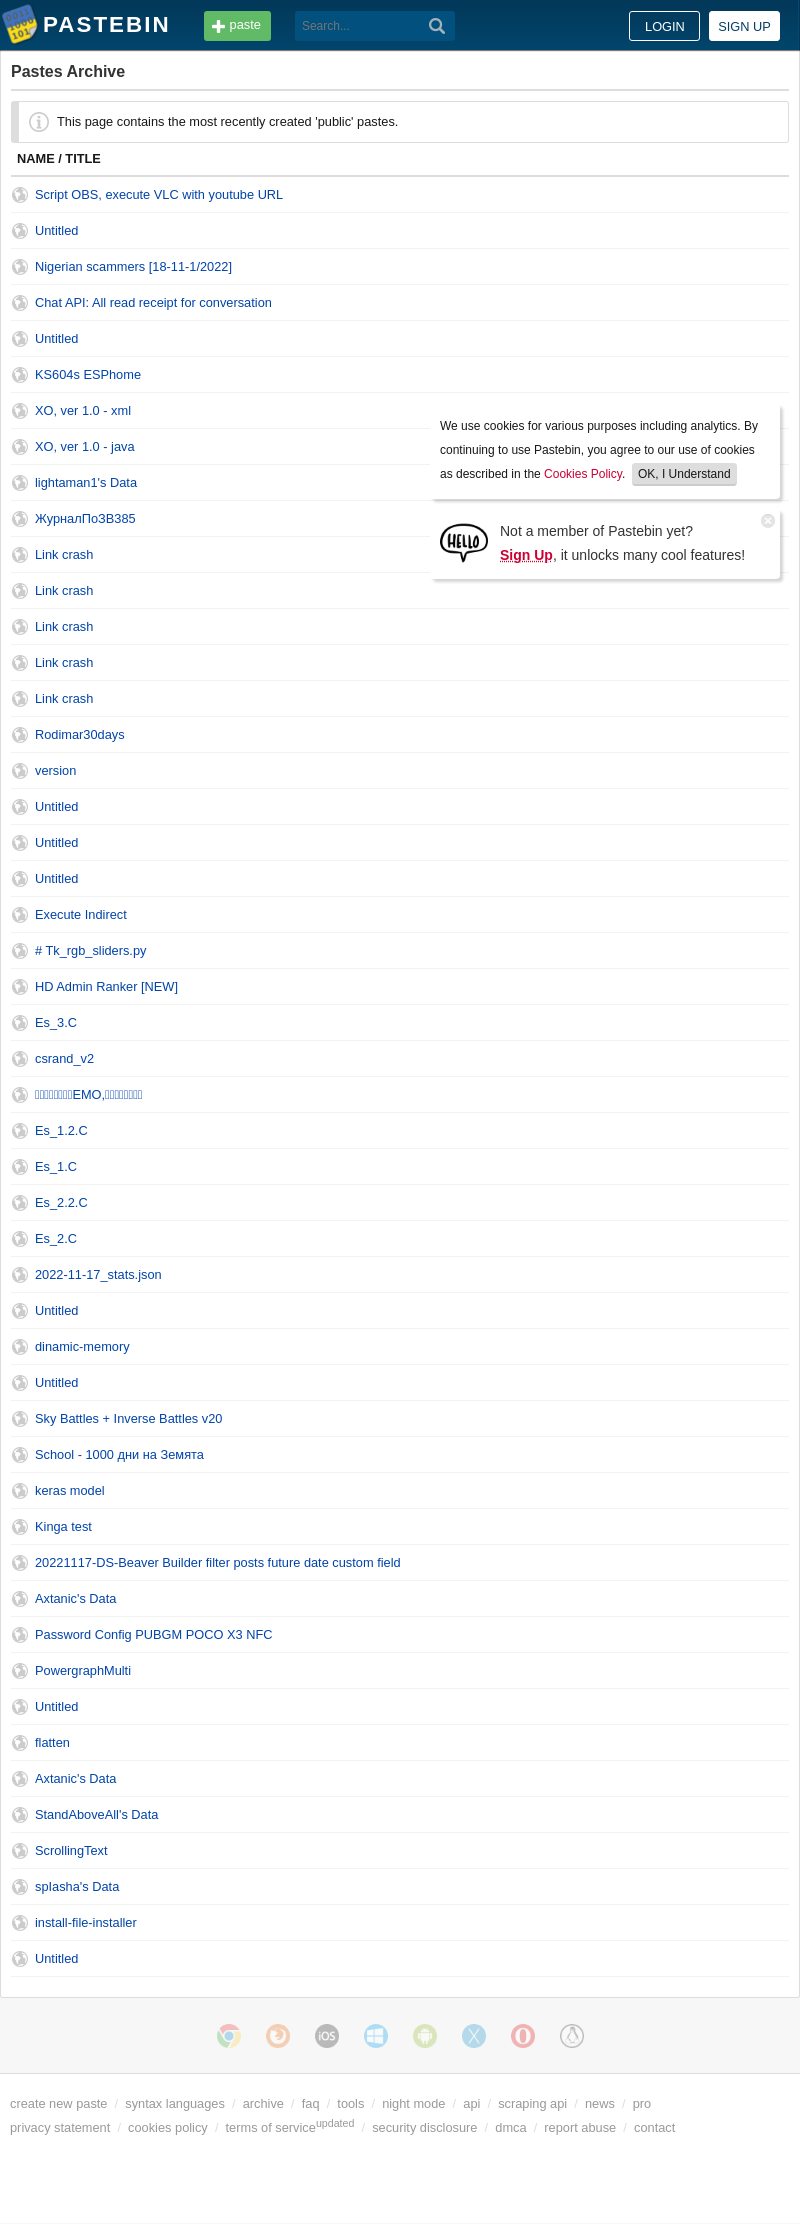 PASTEBIN
paste
Search...
LOGIN
SIGN UP
Pastes Archive
This page contains the most recently created 'public' pastes.
NAME / TITLE
Script OBS, execute VLC with youtube URL
Untitled
Nigerian scammers [18-11-1/2022]
Chat API: All read receipt for conversation
Untitled
KS604s ESPhome
XO, ver 1.0 - xml
XO, ver 1.0 - java
lightaman1's Data
ЖурналПоЗВ385
Link crash
Link crash
Link crash
Link crash
Link crash
We use cookies for various purposes including analytics. By
continuing to use Pastebin, you agree to our use of cookies
as described in the Cookies Policy. OK, I Understand
HELLO
Not a member of Pastebin yet?
Sign Up, it unlocks many cool features!
Rodimar30days
version
Untitled
Untitled
Untitled
Execute Indirect
# Tk_rgb_sliders.py
HD Admin Ranker [NEW]
Es_3.C
csrand_v2
EMO,
Es_1.2.C
Es_1.C
Es_2.2.C
Es_2.C
2022-11-17_stats.json
Untitled
dinamic-memory
Untitled
Sky Battles + Inverse Battles v20
School - 1000 дни на Земята
keras model
Kinga test
20221117-DS-Beaver Builder filter posts future date custom field
Axtanic's Data
Password Config PUBGM POCO X3 NFC
PowergraphMulti
Untitled
flatten
Axtanic's Data
StandAboveAll's Data
ScrollingText
splasha's Data
install-file-installer
Untitled
iOS
create new paste / syntax languages / archive / faq / tools / night mode / api / scraping api / news / pro
privacy statement / cookies policy / terms of service updated / security disclosure / dmca / report abuse / contact